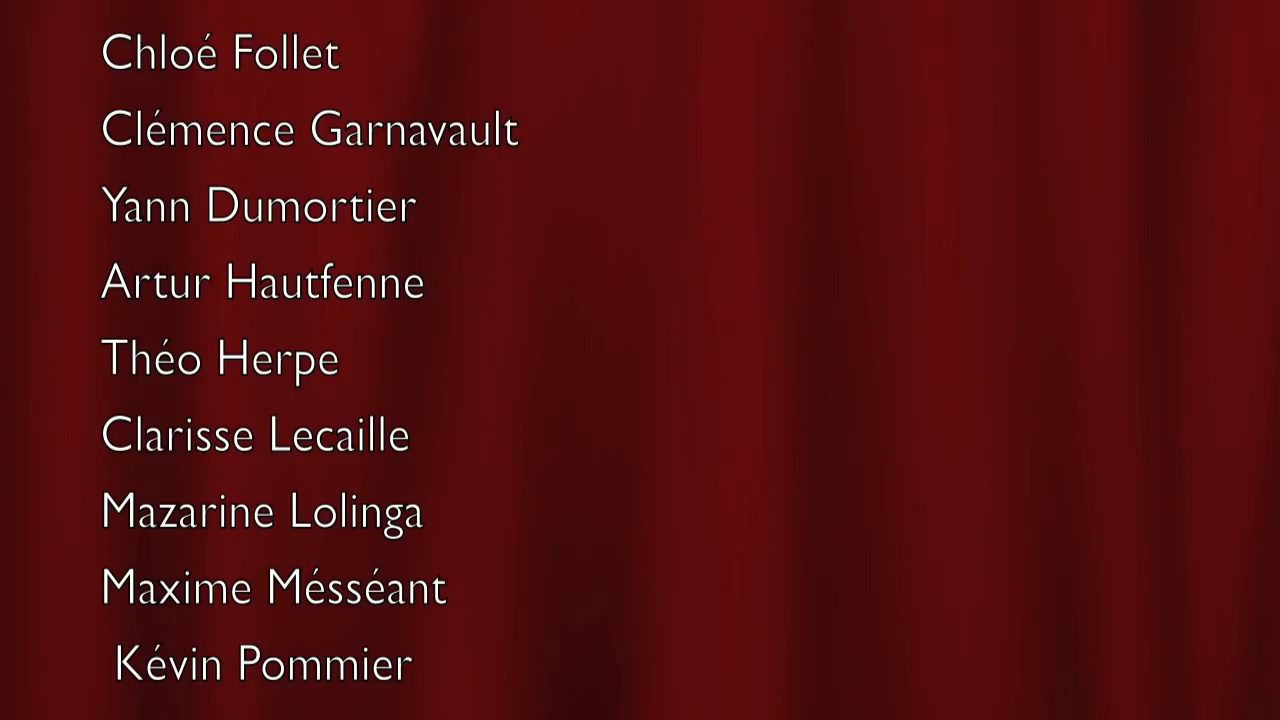 Chloé Follet
Clémence Garnavault
Yann Dumortier
Artur Hautfenne
Théo Herpe
Clarisse Lecaille
Mazarine Lolinga
Maxime Mésséant
Kévin Pommier